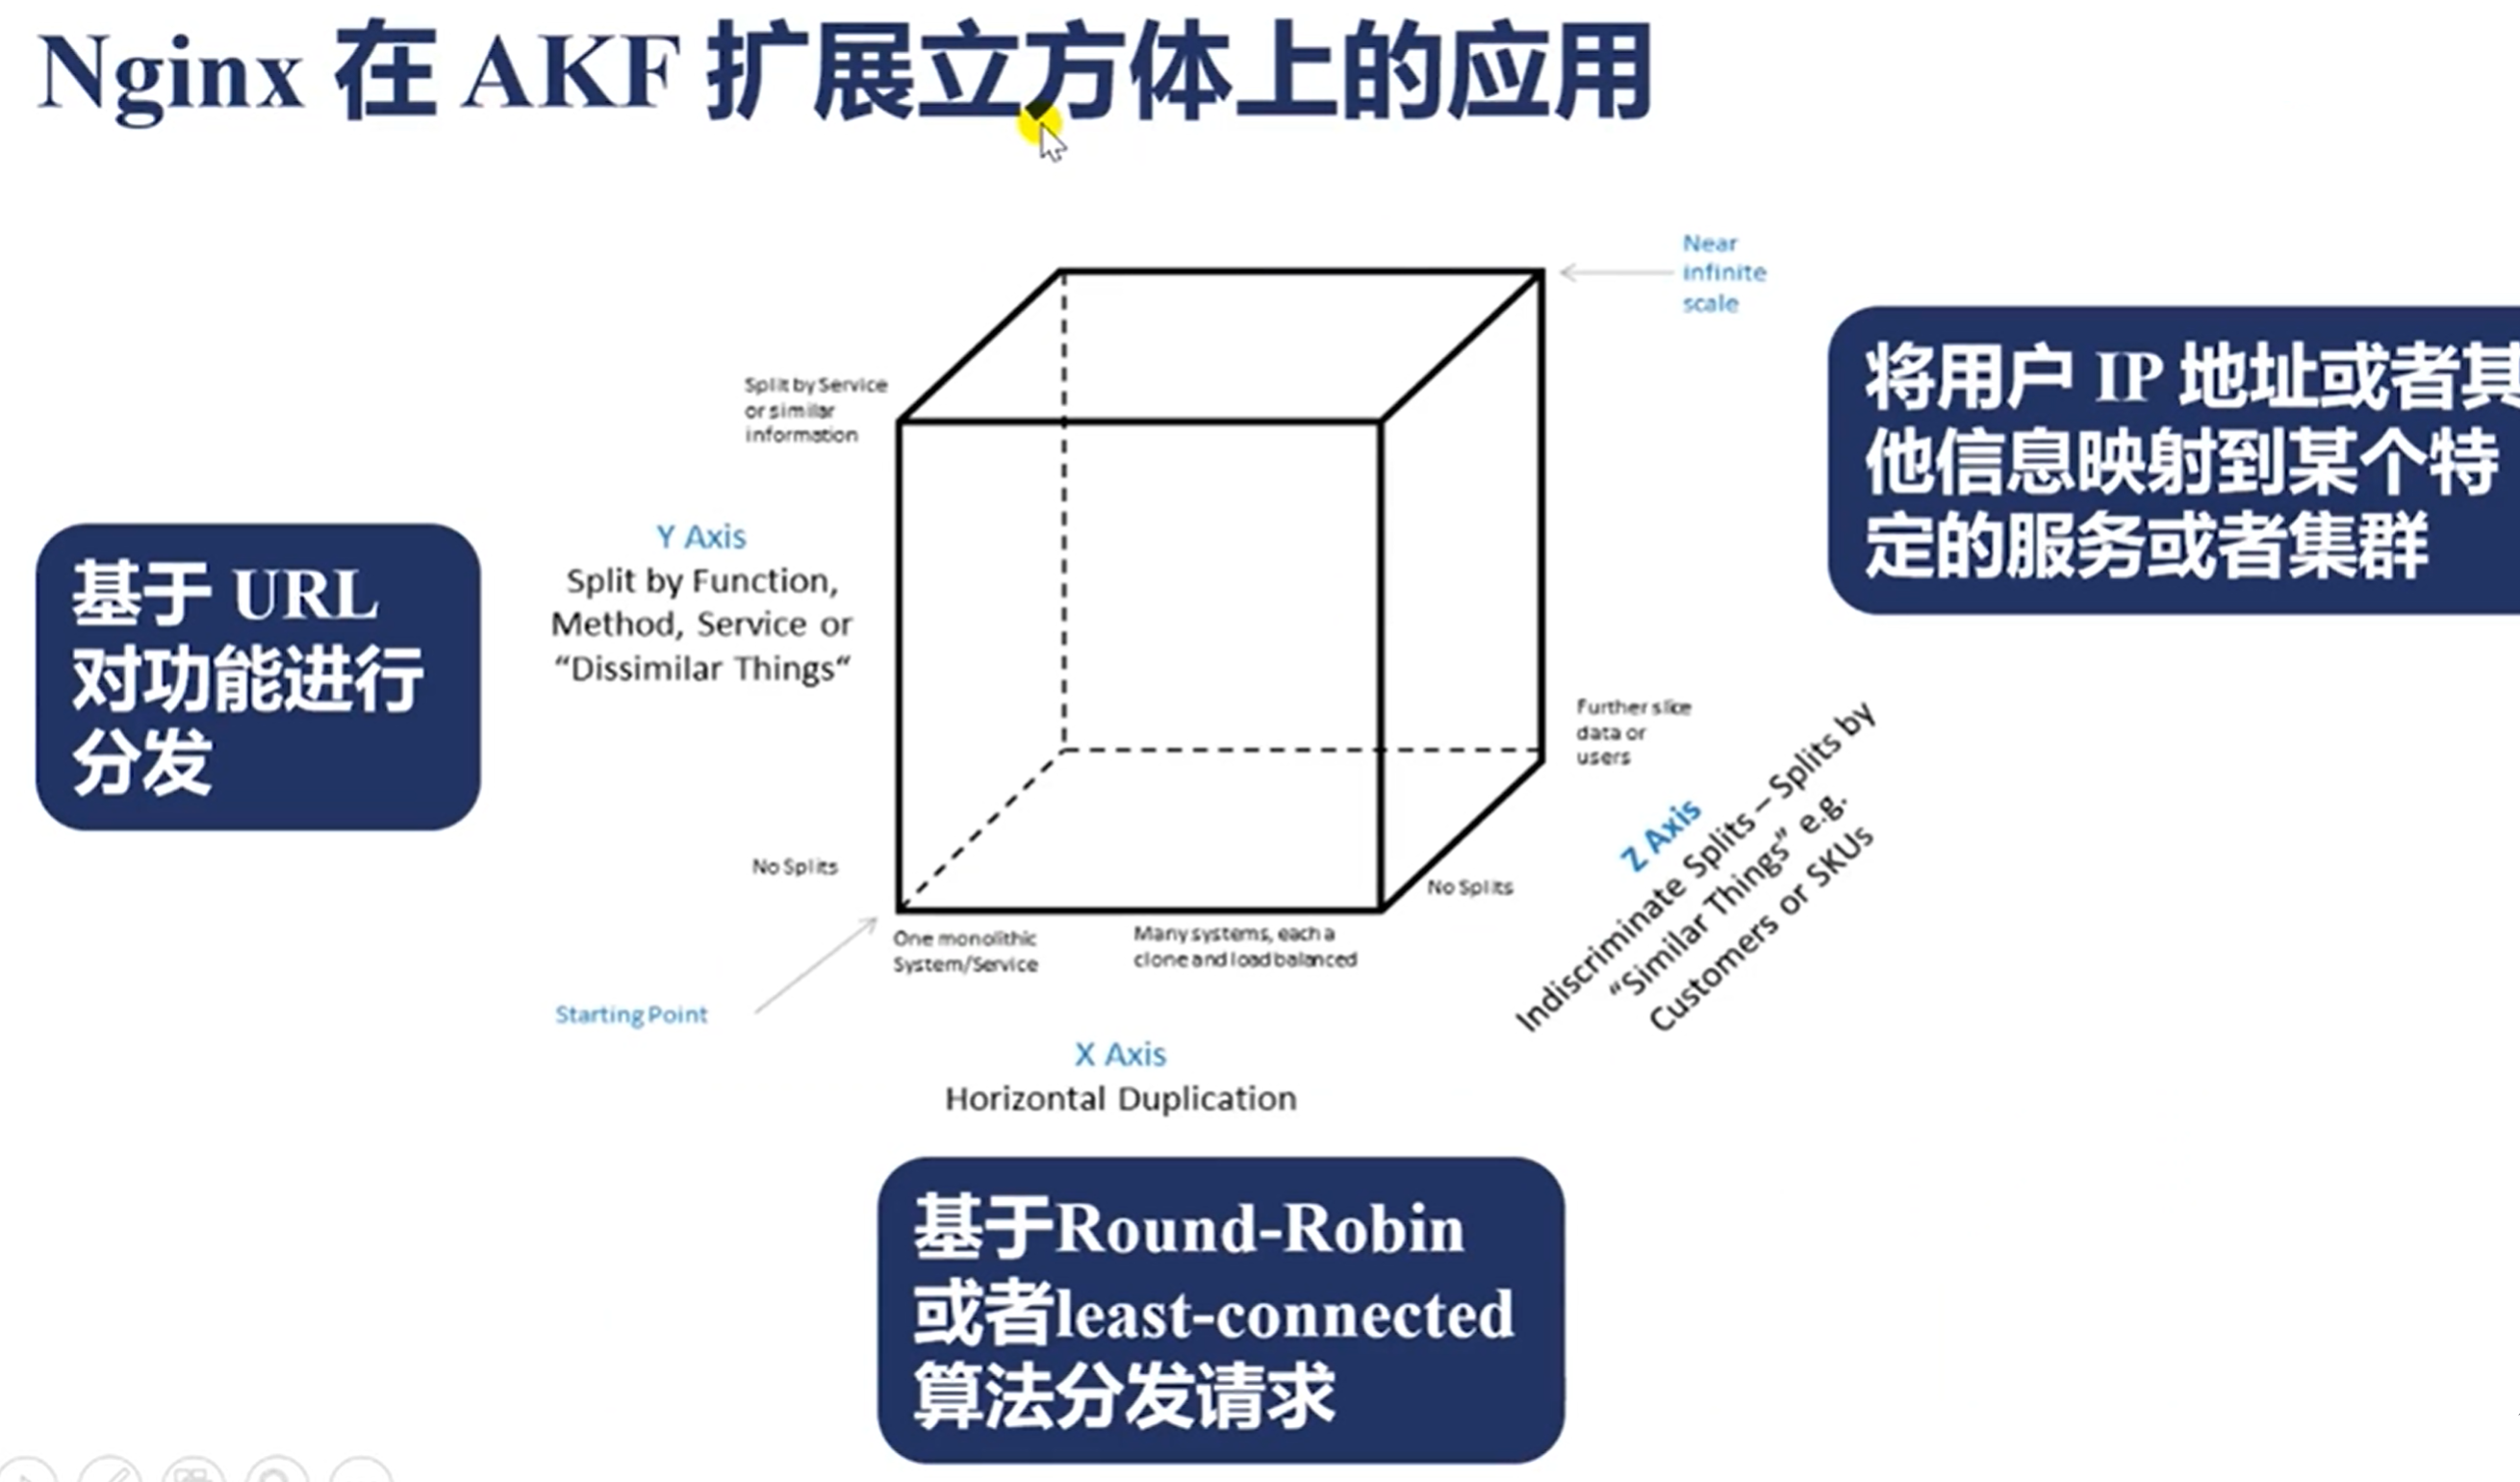 Nginx 在 AKF 扩展立方体上的应用
Near
infinite
scale
将用户 IP 地址或者其
他信息映射到某个特
定的服务或者集群
Split by Service
or similar
information
Y Axis
Split by Function,
Method, Service or
“Dissimilar Things“
基于 URL
对功能进行
分发
Further slice
data or
users
Z Axis
Indiscriminate Splits – Splits by
“Similar Things” e.g.
Customers or SKUs
No Splits
No Splits
One monolithic
System/Service
Many systems, each a
clone and load balanced
Starting Point
X Axis
Horizontal Duplication
基于Round-Robin
或者least-connected
算法分发请求